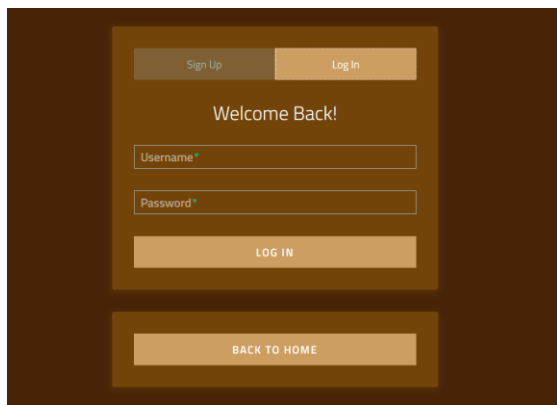 Sign Up
Log In
Welcome Back!
Username*
Password*
LOG IN
BACK TO HOME